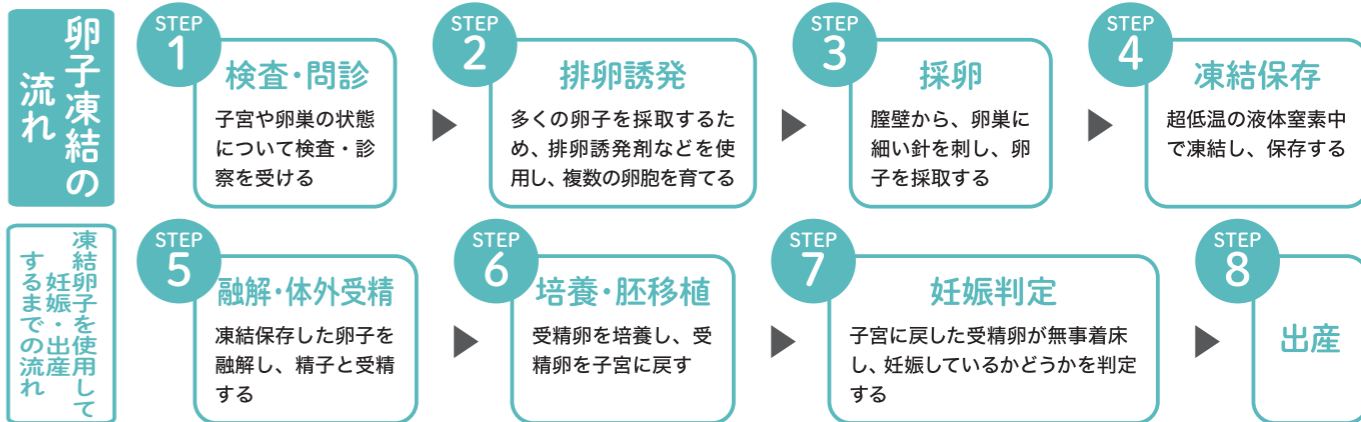 卵子凍結の
流れ
STEP
1
検査・問診
子宮や卵巣の状態
について検査・診
察を受ける
STEP
2
排卵誘発
多くの卵子を採取するた
め、排卵誘発剤などを使
用し、複数の卵胞を育てる
STEP
3
採卵
膣壁から、卵巣に
細い針を刺し、卵
子を採取する
STEP
4
凍結保存
超低温の液体窒素中
で凍結し、保存する
凍結卵子を使用して
妊娠・出産
するまでの流れ
STEP
5
融解・体外受精
凍結保存した卵子を
融解し、精子と受精
する
STEP
6
培養・胚移植
受精卵を培養し、受
精卵を子宮に戻す
STEP
7
妊娠判定
子宮に戻した受精卵が無事着床
し、妊娠しているかどうかを判定
する
STEP
8
出産